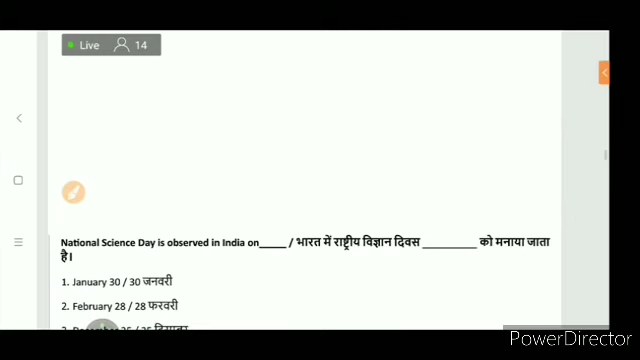 Live 14
National Science Day is observed in India on_____ / भारत में राष्ट्रीय विज्ञान दिवस __________ को मनाया जाता
है।
1. January 30 / 30 जनवरी
2. February 28 / 28 फरवरी
PowerDirector